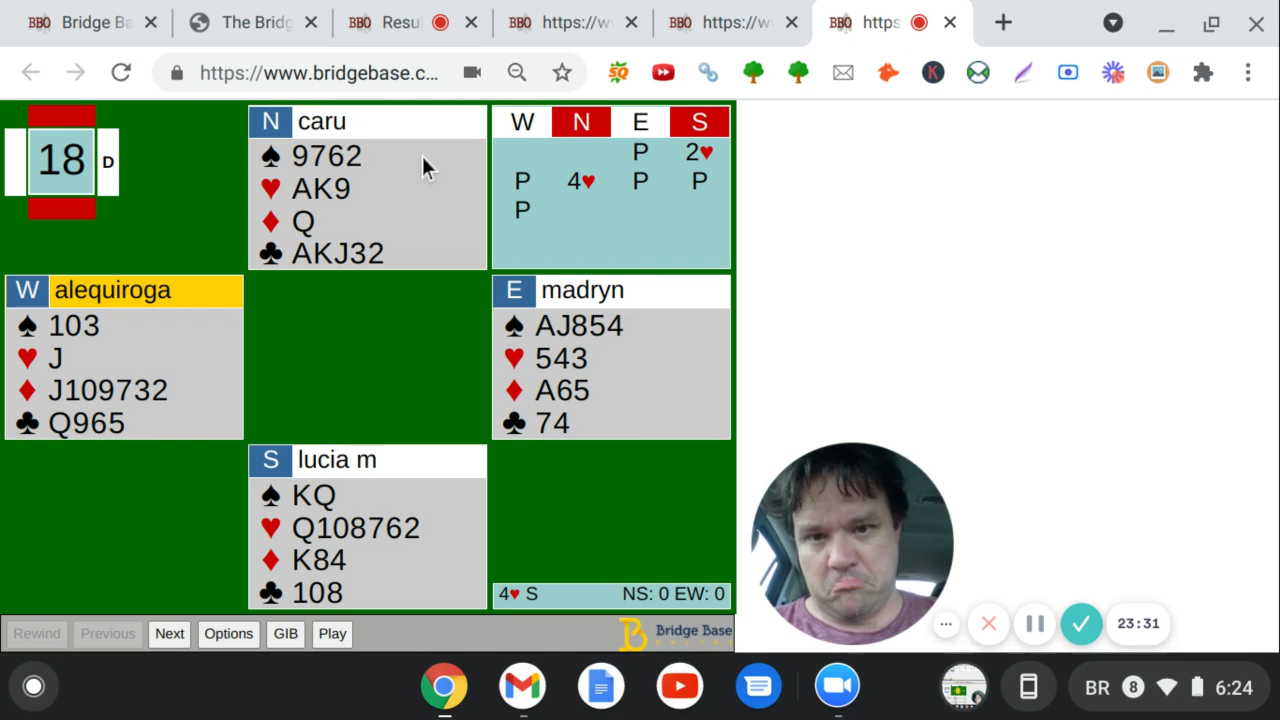 BBO Bridge Ba
The Bridg
BBO Resu
BBO https://w
BBO https://w
BBO https
https://www.bridgebase.c...
18
D
N caru
♠ 9762
♥ AK9
♦ Q
♣ AKJ32
W N E S
P 2♥
P 4♥ P P
P
W alequiroga
♠ 103
♥ J
♦ J109732
♣ Q965
E madryn
♠ AJ854
♥ 543
♦ A65
♣ 74
S lucia m
♠ KQ
♥ Q108762
♦ K84
♣ 108
4♥ S NS: 0 EW: 0
23:31
Rewind Previous Next Options GIB Play
Bridge Base
BR 8 6:24